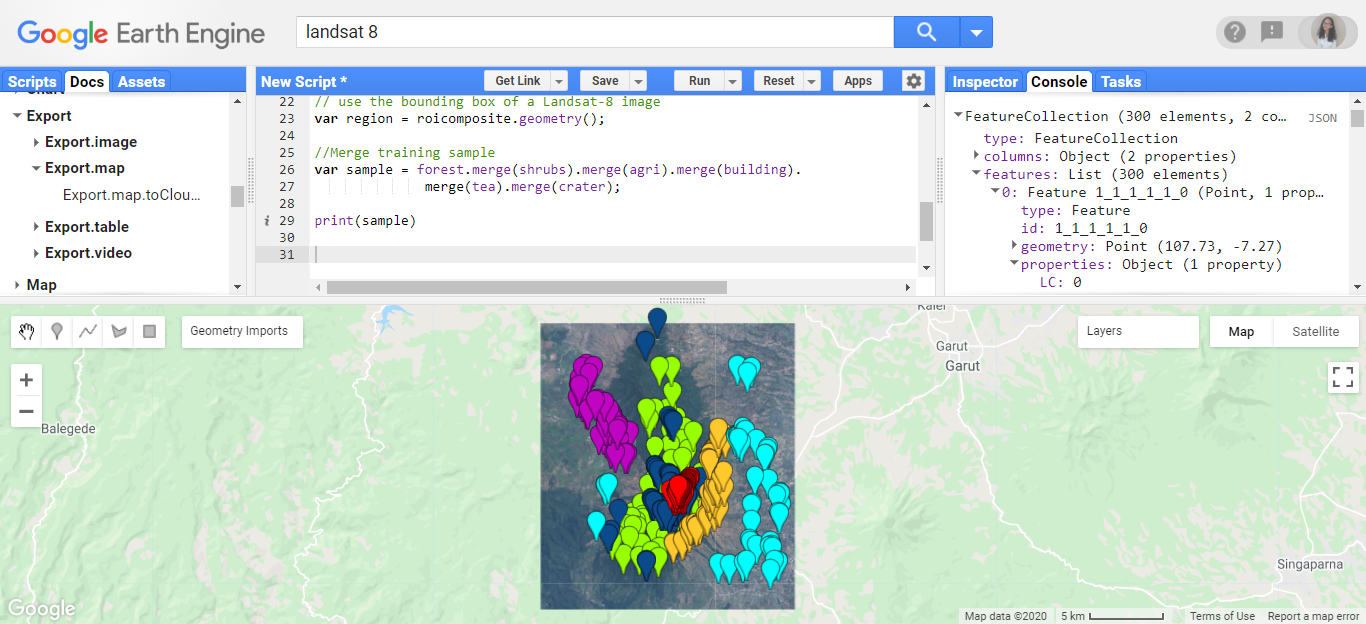 Google Earth Engine
landsat 8
Scripts Docs Assets
Export
Export.image
Export.map
Export.map.toClou...
Export.table
Export.video
Map
New Script *
Get Link Save Run Reset Apps
22 // use the bounding box of a Landsat-8 image
23 var region = roicomposite.geometry();
24
25 //Merge training sample
26 var sample = forest.merge(shrubs).merge(agri).merge(building).
27 merge(tea).merge(crater);
28
i 29 print(sample)
30
31
Inspector Console Tasks
FeatureCollection (300 elements, 2 co... JSON
type: FeatureCollection
columns: Object (2 properties)
features: List (300 elements)
0: Feature 1_1_1_1_1_0 (Point, 1 prop...
type: Feature
id: 1_1_1_1_1_0
geometry: Point (107.73, -7.27)
properties: Object (1 property)
LC: 0
Geometry Imports
Layers
Map Satellite
+
−
Balegede
Garut
Garut
Singaparna
Google
Map data ©2020 5 km Terms of Use Report a map error